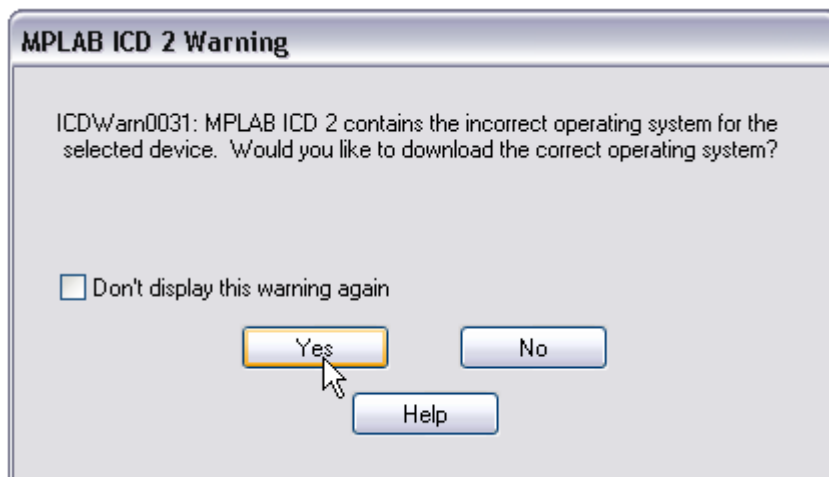 MPLAB ICD 2 Warning
ICDWarn0031: MPLAB ICD 2 contains the incorrect operating system for the
selected device.  Would you like to download the correct operating system?
Don't display this warning again
Yes
No
Help